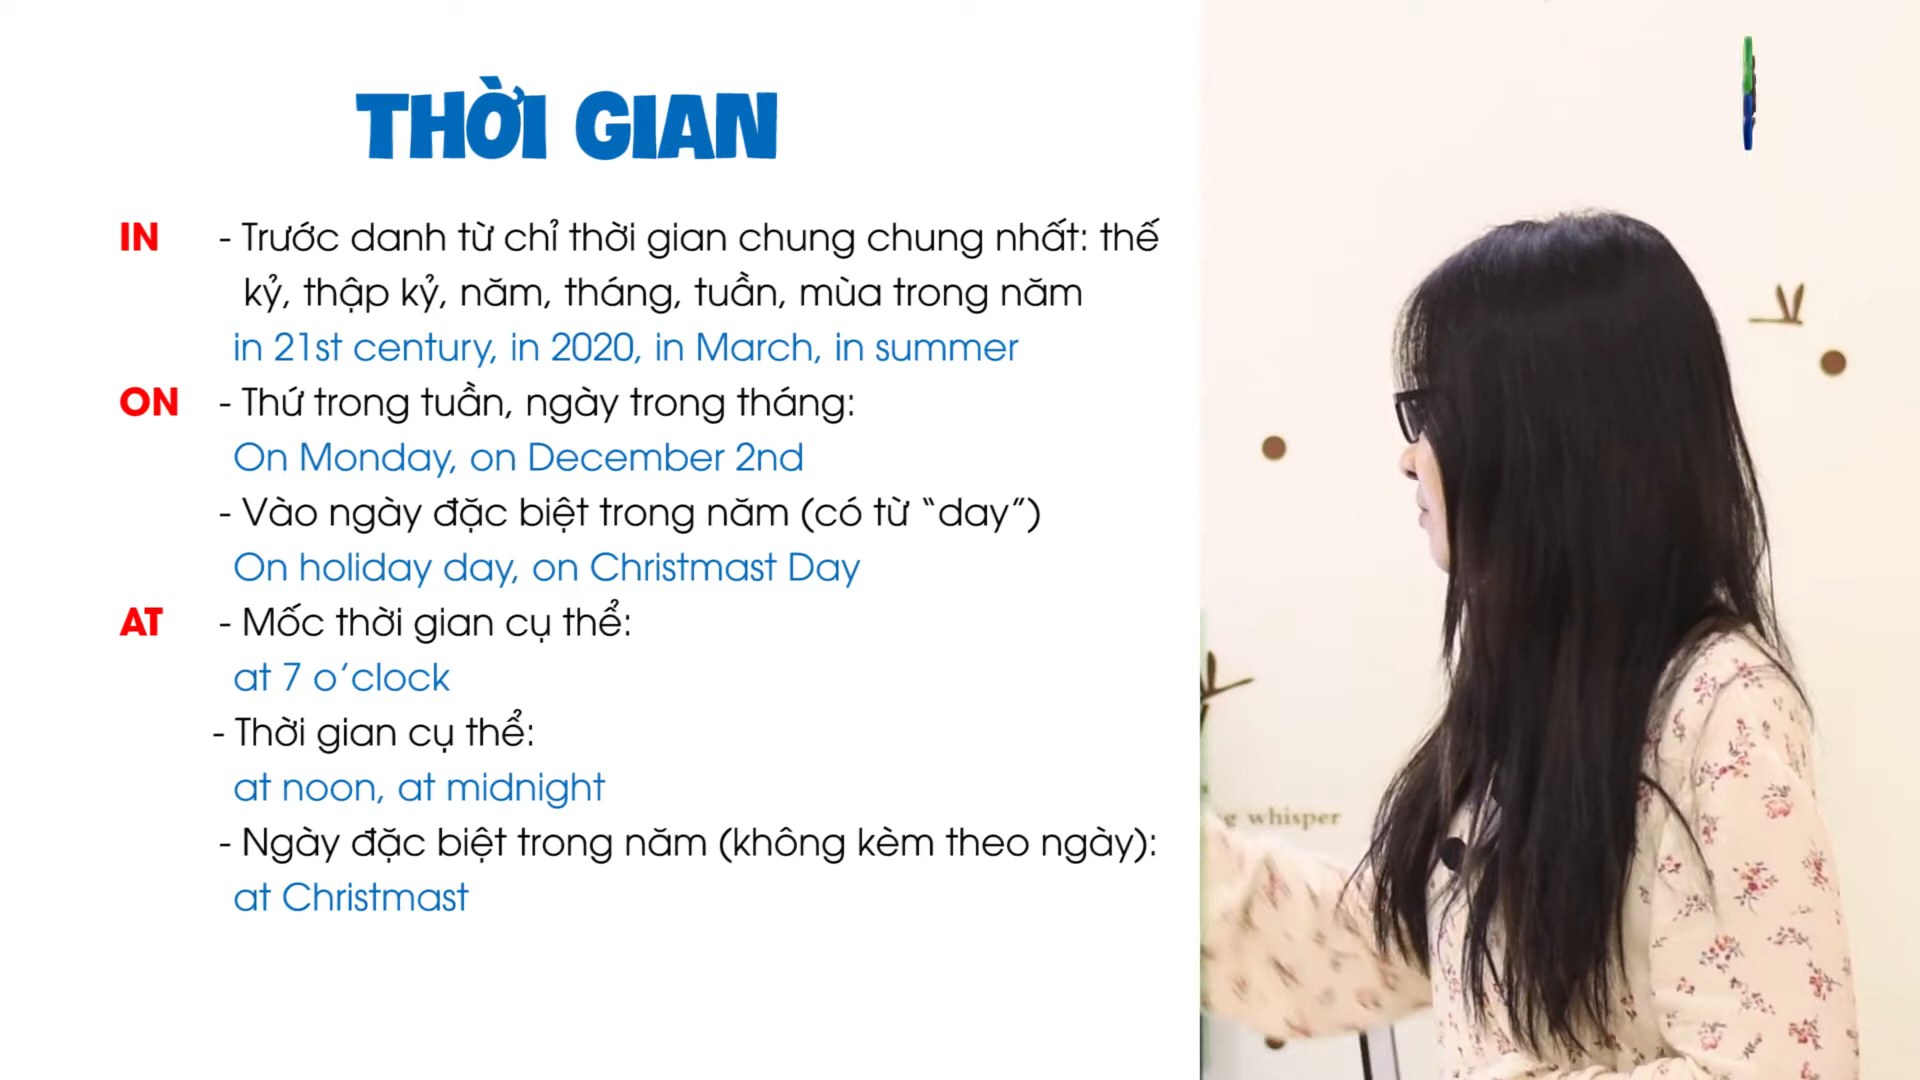 THỜI GIAN
IN - Trước danh từ chỉ thời gian chung chung nhất: thế
kỷ, thập kỷ, năm, tháng, tuần, mùa trong năm
in 21st century, in 2020, in March, in summer
ON - Thứ trong tuần, ngày trong tháng:
On Monday, on December 2nd
- Vào ngày đặc biệt trong năm (có từ “day”)
On holiday day, on Christmast Day
AT - Mốc thời gian cụ thể:
at 7 o’clock
- Thời gian cụ thể:
at noon, at midnight
- Ngày đặc biệt trong năm (không kèm theo ngày):
at Christmast
whisper